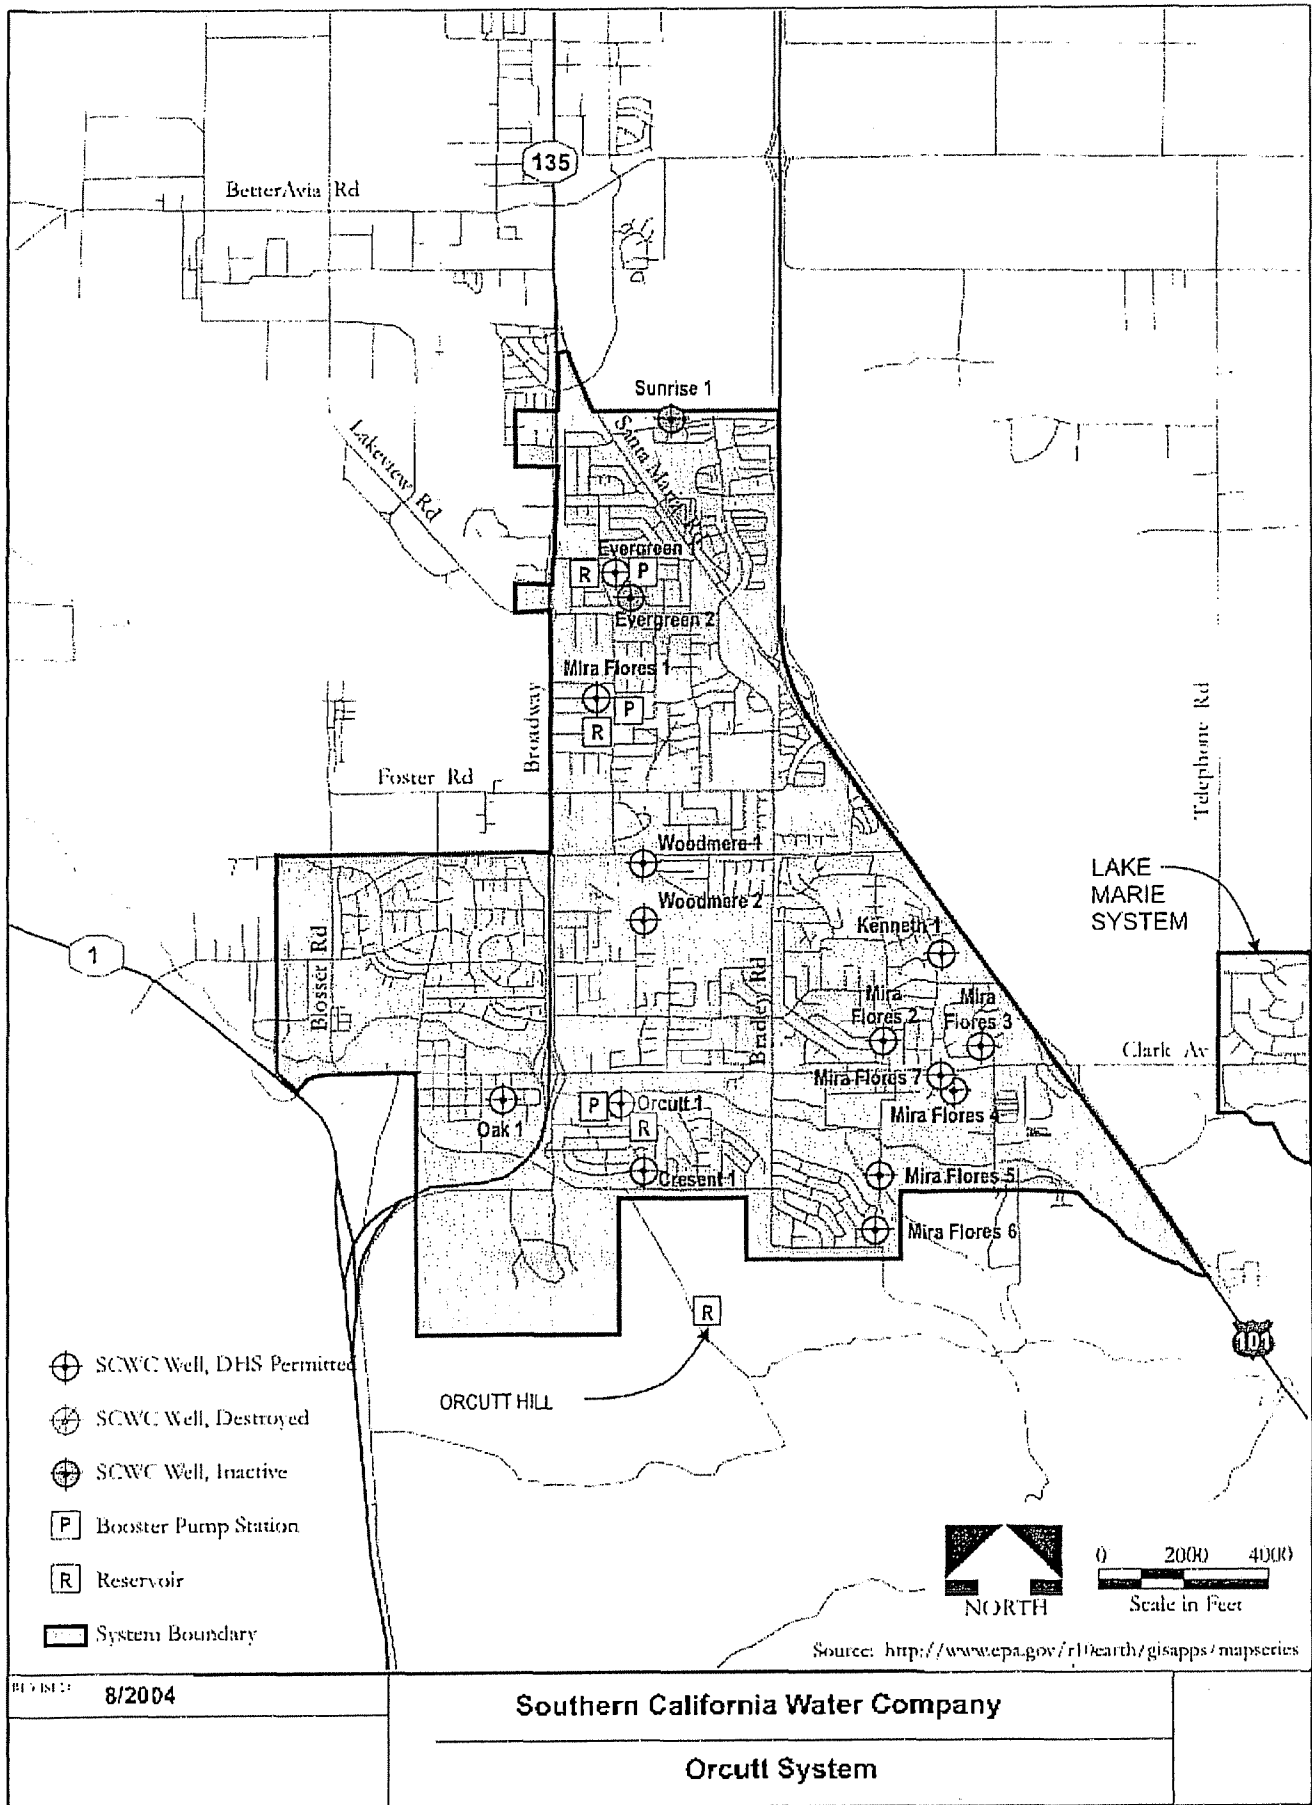 135
BetterAvia Rd
Sunrise 1
Santa Maria
Lakeview Rd
Evergreen
R
P
Evergreen 2
Mira Flores 1
P
R
Broadway
Telephone Rd
Foster Rd
Woodmere 1
LAKE
MARIE
SYSTEM
Woodmere 2
Kenneth 1
1
Blosser Rd
Bradley Rd
Mira
Flores 2
Mira
Flores 3
Clark Av
Mira Flores 7
P
Orcutt 1
Mira Flores 4
Oak 1
R
Cresent 1
Mira Flores 5
Mira Flores 6
R
101
SCWC Well, DHS Permitted
ORCUTT HILL
SCWC Well, Destroyed
SCWC Well, Inactive
P Booster Pump Station
R Reservoir
System Boundary
NORTH
0 2000 4000
Scale in Feet
Source: http://www.epa.gov/r10earth/gisapps/mapseries
8/2004
Southern California Water Company
Orcutt System